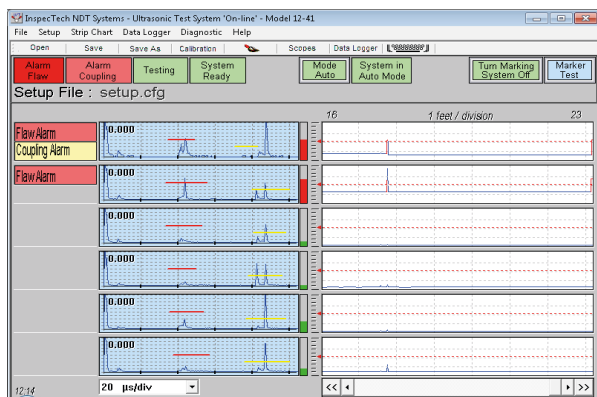 InspecTech NDT Systems - Ultrasonic Test System 'On-line' - Model 12-41
File Setup Strip Chart Data Logger Diagnostic Help
Open Save Save As Calibration Scopes Data Logger
Alarm Flaw
Alarm Coupling
Testing
System Ready
Mode Auto
System in Auto Mode
Turn Marking System Off
Marker Test
Setup File : setup.cfg
16 1 feet / division 23
Flaw Alarm
Coupling Alarm
0.000
Flaw Alarm
0.000
0.000
0.000
0.000
0.000
12:14
20 µs/div
<< >>